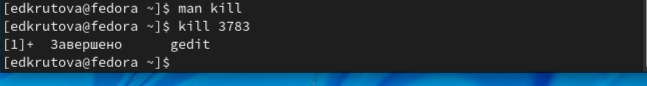 [edkrutova@fedora ~]$ man kill
[edkrutova@fedora ~]$ kill 3783
[1]+  Завершено      gedit
[edkrutova@fedora ~]$